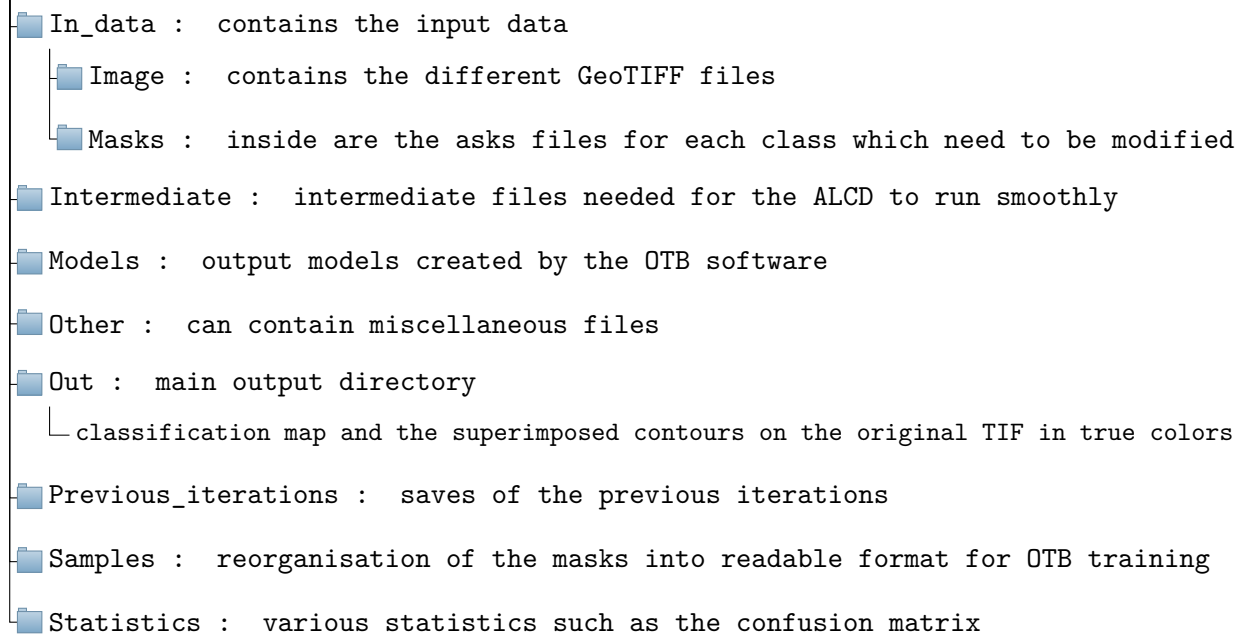 In_data : contains the input data
Image : contains the different GeoTIFF files
Masks : inside are the asks files for each class which need to be modified
Intermediate : intermediate files needed for the ALCD to run smoothly
Models : output models created by the OTB software
Other : can contain miscellaneous files
Out : main output directory
classification map and the superimposed contours on the original TIF in true colors
Previous_iterations : saves of the previous iterations
Samples : reorganisation of the masks into readable format for OTB training
Statistics : various statistics such as the confusion matrix